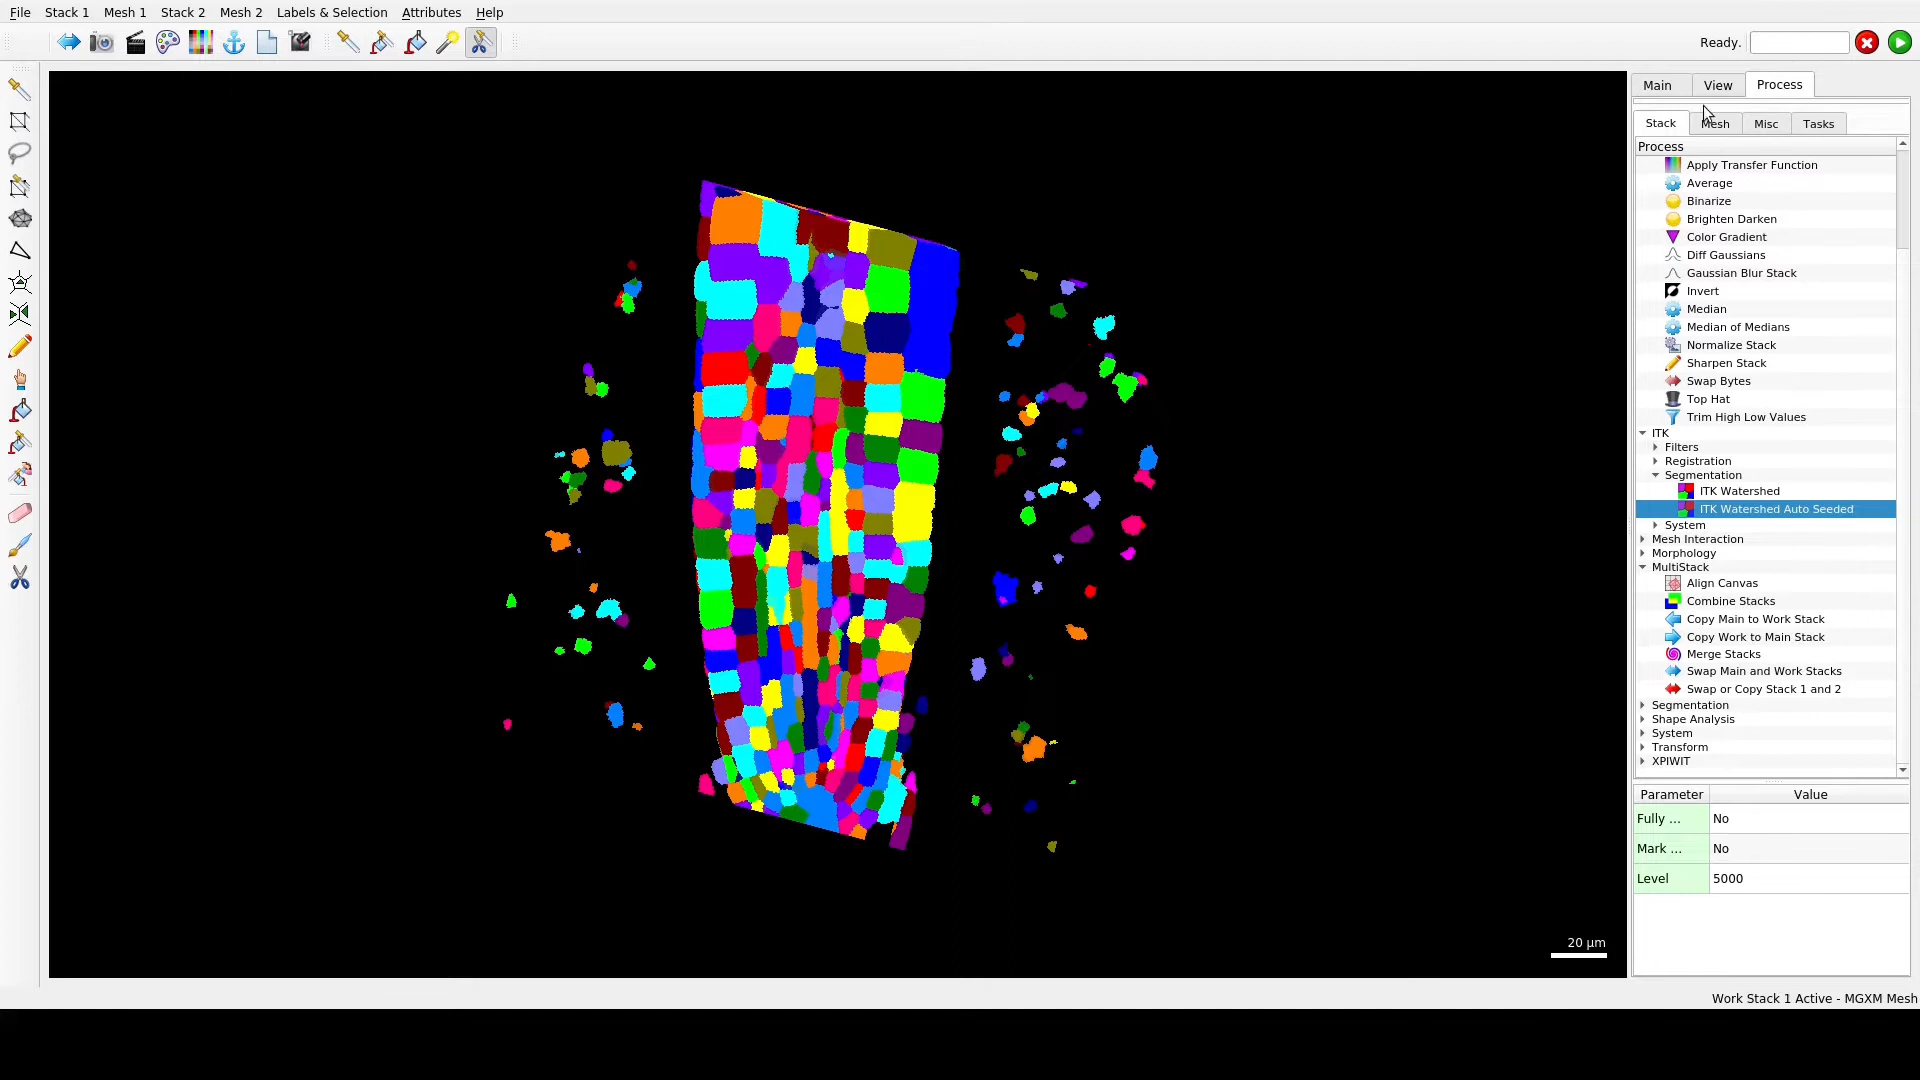 File Stack 1 Mesh 1 Stack 2 Mesh 2 Labels & Selection Attributes Help
Ready.
Main View Process
Stack Mesh Misc Tasks
Process
Apply Transfer Function
Average
Binarize
Brighten Darken
Color Gradient
Diff Gaussians
Gaussian Blur Stack
Invert
Median
Median of Medians
Normalize Stack
Sharpen Stack
Swap Bytes
Top Hat
Trim High Low Values
ITK
Filters
Registration
Segmentation
ITK Watershed
ITK Watershed Auto Seeded
System
Mesh Interaction
Morphology
MultiStack
Align Canvas
Combine Stacks
Copy Main to Work Stack
Copy Work to Main Stack
Merge Stacks
Swap Main and Work Stacks
Swap or Copy Stack 1 and 2
Segmentation
Shape Analysis
System
Transform
XPIWIT
Parameter Value
Fully ... No
Mark ... No
Level 5000
20 µm
Work Stack 1 Active - MGXM Mesh